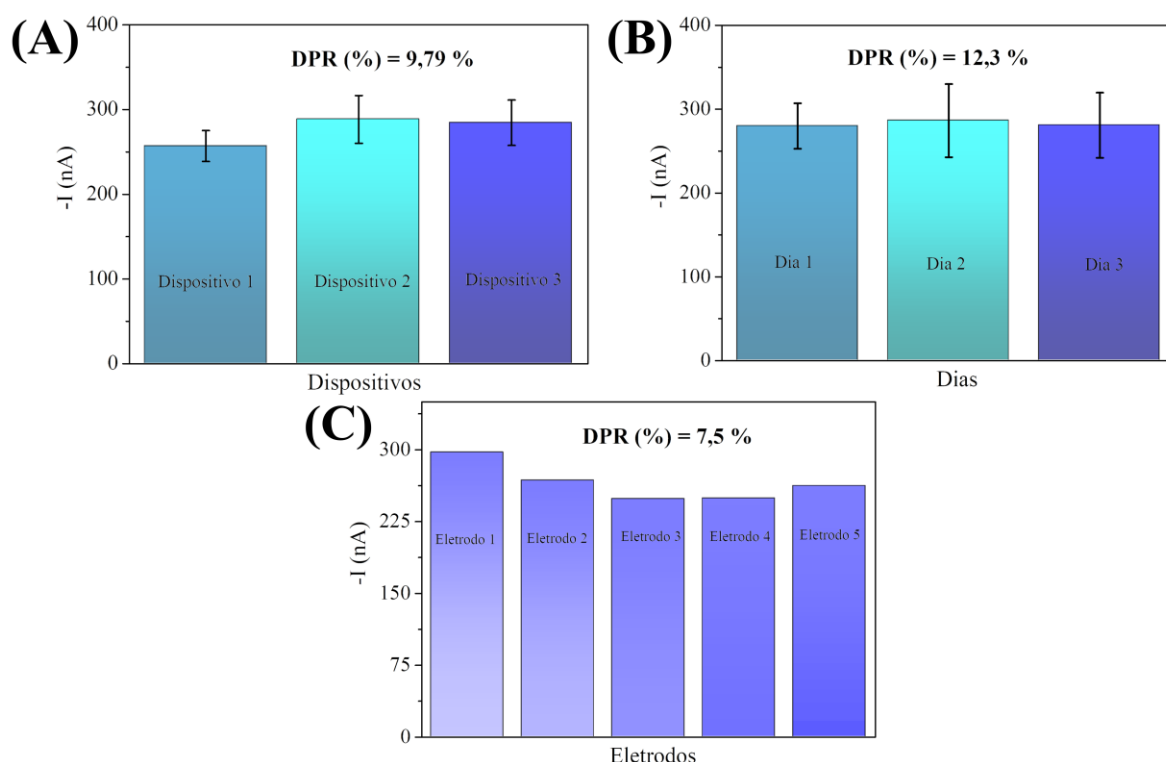 (A)
DPR (%) = 9,79 %
400
300
200
100
0
-I (nA)
Dispositivo 1
Dispositivo 2
Dispositivo 3
Dispositivos
(B)
DPR (%) = 12,3 %
400
300
200
100
0
-I (nA)
Dia 1
Dia 2
Dia 3
Dias
(C)
DPR (%) = 7,5 %
300
225
150
75
0
-I (nA)
Eletrodo 1
Eletrodo 2
Eletrodo 3
Eletrodo 4
Eletrodo 5
Eletrodos